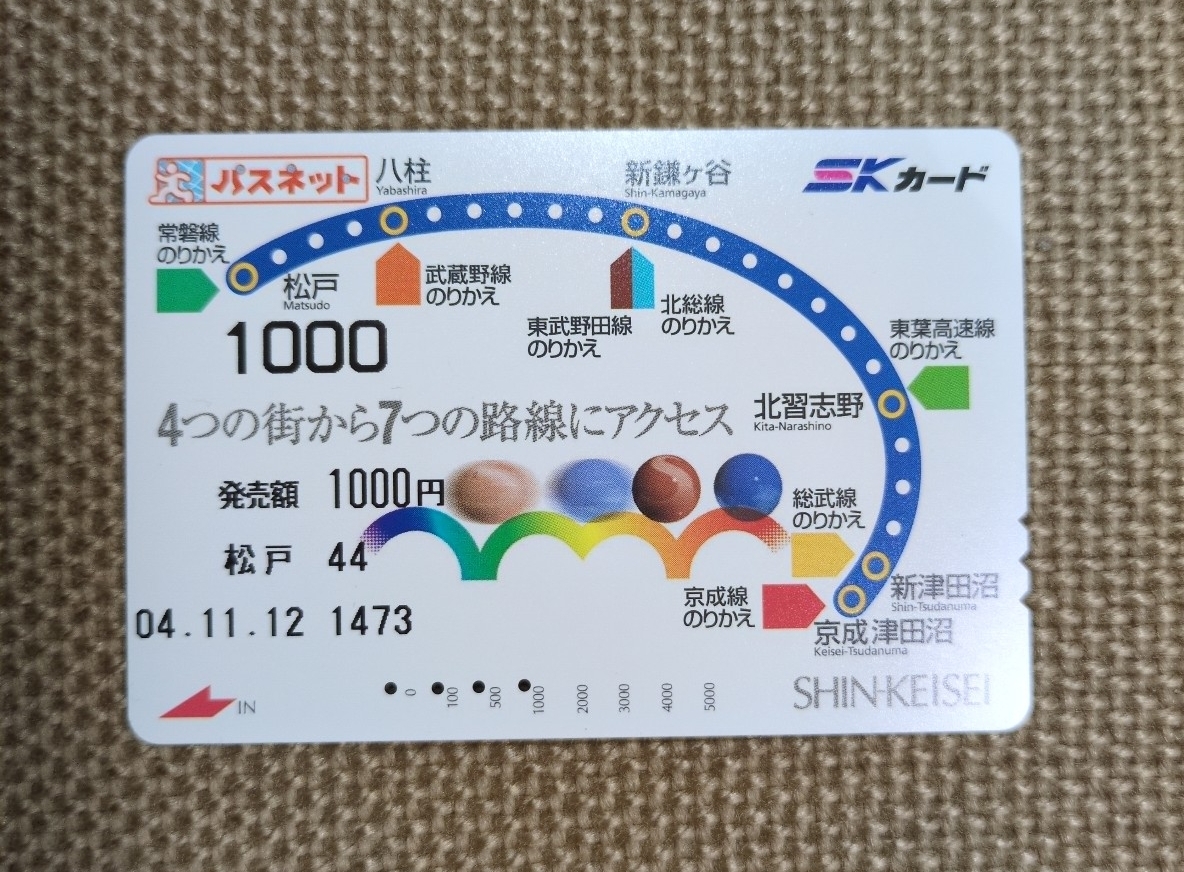 パスネット
八柱
Yabashira
新鎌ヶ谷
Shin-Kamagaya
SKカード
常磐線
のりかえ
松戸
Matsudo
武蔵野線
のりかえ
東武野田線
のりかえ
北総線
のりかえ
東葉高速線
のりかえ
1000
4つの街から7つの路線にアクセス
北習志野
Kita-Narashino
発売額 1000円
総武線
のりかえ
松戸 44
京成線
のりかえ
新津田沼
Shin-Tsudanuma
04.11.12 1473
京成津田沼
Keisei-Tsudanuma
IN
0 100 500 1000 2000 3000 4000 5000
SHIN-KEISEI